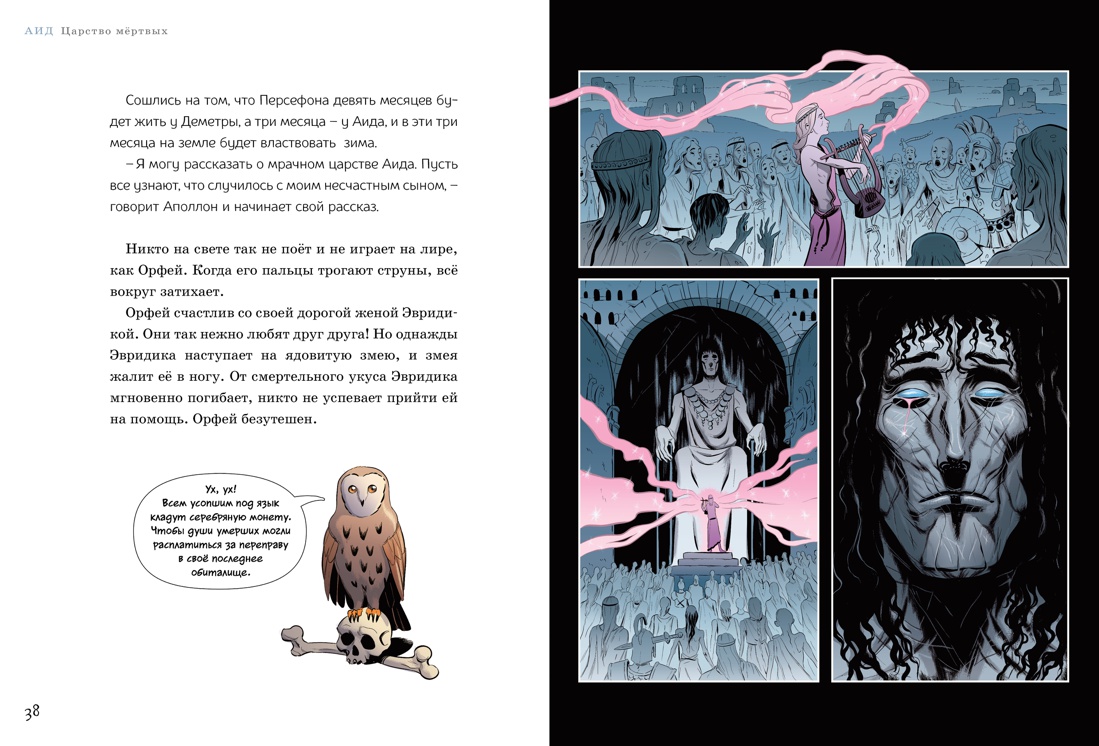 АИД Царство мёртвых
Сошлись на том, что Персефона девять месяцев бу-
дет жить у Деметры, а три месяца – у Аида, и в эти три
месяца на земле будет властвовать зима.
– Я могу рассказать о мрачном царстве Аида. Пусть
все узнают, что случилось с моим несчастным сыном, –
говорит Аполлон и начинает свой рассказ.
Никто на свете так не поёт и не играет на лире,
как Орфей. Когда его пальцы трогают струны, всё
вокруг затихает.
Орфей счастлив со своей дорогой женой Эвриди-
кой. Они так нежно любят друг друга! Но однажды
Эвридика наступает на ядовитую змею, и змея
жалит её в ногу. От смертельного укуса Эвридика
мгновенно погибает, никто не успевает прийти ей
на помощь. Орфей безутешен.
Ух, ух!
Всем усопшим под язык
кладут серебряную монету.
Чтобы души умерших могли
расплатиться за переправу
в своё последнее
обиталище.
38